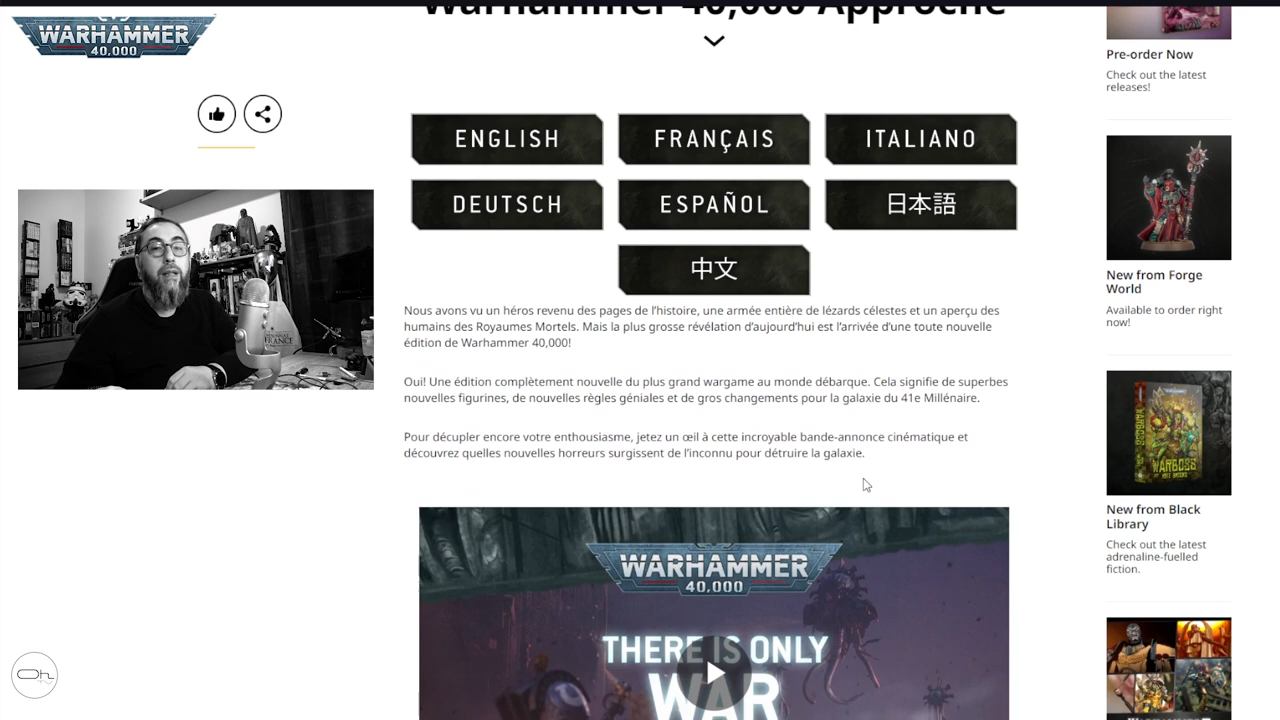 Warhammer 40,000 Approche
WARHAMMER
40,000
ENGLISH
FRANÇAIS
ITALIANO
DEUTSCH
ESPAÑOL
日本語
中文
Nous avons vu un héros revenu des pages de l’histoire, une armée entière de lézards célestes et un aperçu des
humains des Royaumes Mortels. Mais la plus grosse révélation d’aujourd’hui est l’arrivée d’une toute nouvelle
édition de Warhammer 40,000!
Oui! Une édition complètement nouvelle du plus grand wargame au monde débarque. Cela signifie de superbes
nouvelles figurines, de nouvelles règles géniales et de gros changements pour la galaxie du 41e Millénaire.
Pour décupler encore votre enthousiasme, jetez un œil à cette incroyable bande-annonce cinématique et
découvrez quelles nouvelles horreurs surgissent de l’inconnu pour détruire la galaxie.
WARHAMMER
40,000
THERE IS ONLY
WAR
Pre-order Now
Check out the latest
releases!
New from Forge
World
Available to order right
now!
WARBOSS
New from Black
Library
Check out the latest
adrenaline-fuelled
fiction.